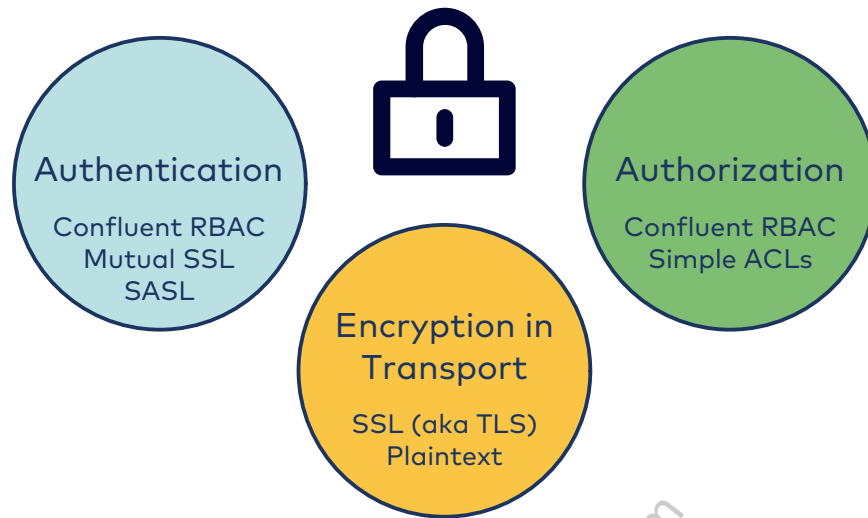 Authentication
Confluent RBAC
Mutual SSL
SASL
Authorization
Confluent RBAC
Simple ACLs
Encryption in
Transport
SSL (aka TLS)
Plaintext